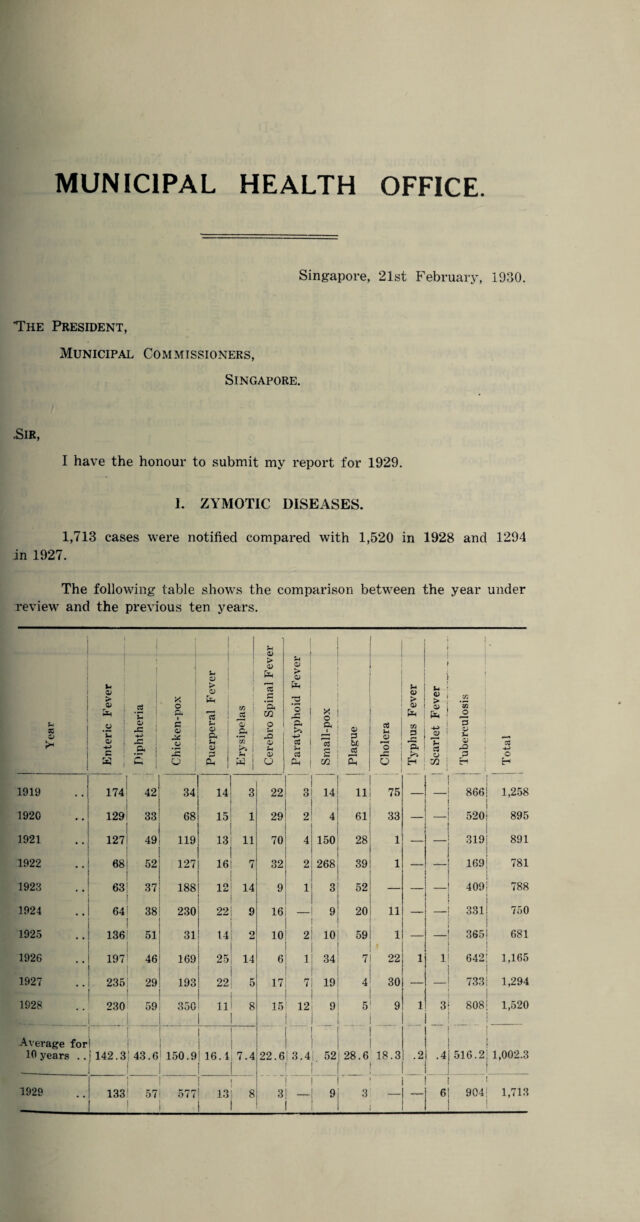 MUNICIPAL HEALTH OFFICE.
Singapore, 21st February, 1930.
THE PRESIDENT,
MUNICIPAL COMMISSIONERS,
SINGAPORE.
SIR,
I have the honour to submit my report for 1929.
I. ZYMOTIC DISEASES.
1,713 cases were notified compared with 1,520 in 1928 and 1294
in 1927.
The following table shows the comparison between the year under
review and the previous ten years.
Year | Enteric Fever | Diphtheria | Chicken-pox | Puerperal Fever | Erysipelas | Cerebro Spinal Fever | Paratyphoid Fever | Small-pox | Plague | Cholera | Typhus Fever | Scarlet Fever | Tuberculosis | Total
1919 .. 174 42 34 14 3 22 3 14 11 75 — — 866 1,258
1920 .. 129 33 68 15 1 29 2 4 61 33 — — 520 895
1921 .. 127 49 119 13 11 70 4 150 28 1 — — 319 891
1922 .. 68 52 127 16 7 32 2 268 39 1 — — 169 781
1923 .. 63 37 188 12 14 9 1 3 52 — — — 409 788
1924 .. 64 38 230 22 9 16 — 9 20 11 — — 331 750
1925 .. 136 51 31 14 2 10 2 10 59 1 — — 365 681
1926 .. 197 46 169 25 14 6 1 34 7 22 1 1 642 1,165
1927 .. 235 29 193 22 5 17 7 19 4 30 — — 733 1,294
1928 .. 230 59 350 11 8 15 12 9 5 9 1 3 808 1,520
Average for
10 years .. 142.3 43.6 150.9 16.4 7.4 22.6 3.4 52 28.6 18.3 .2 .4 516.2 1,002.3
1929 .. 133 57 577 13 8 3 — 9 3 — — 6 904 1,713